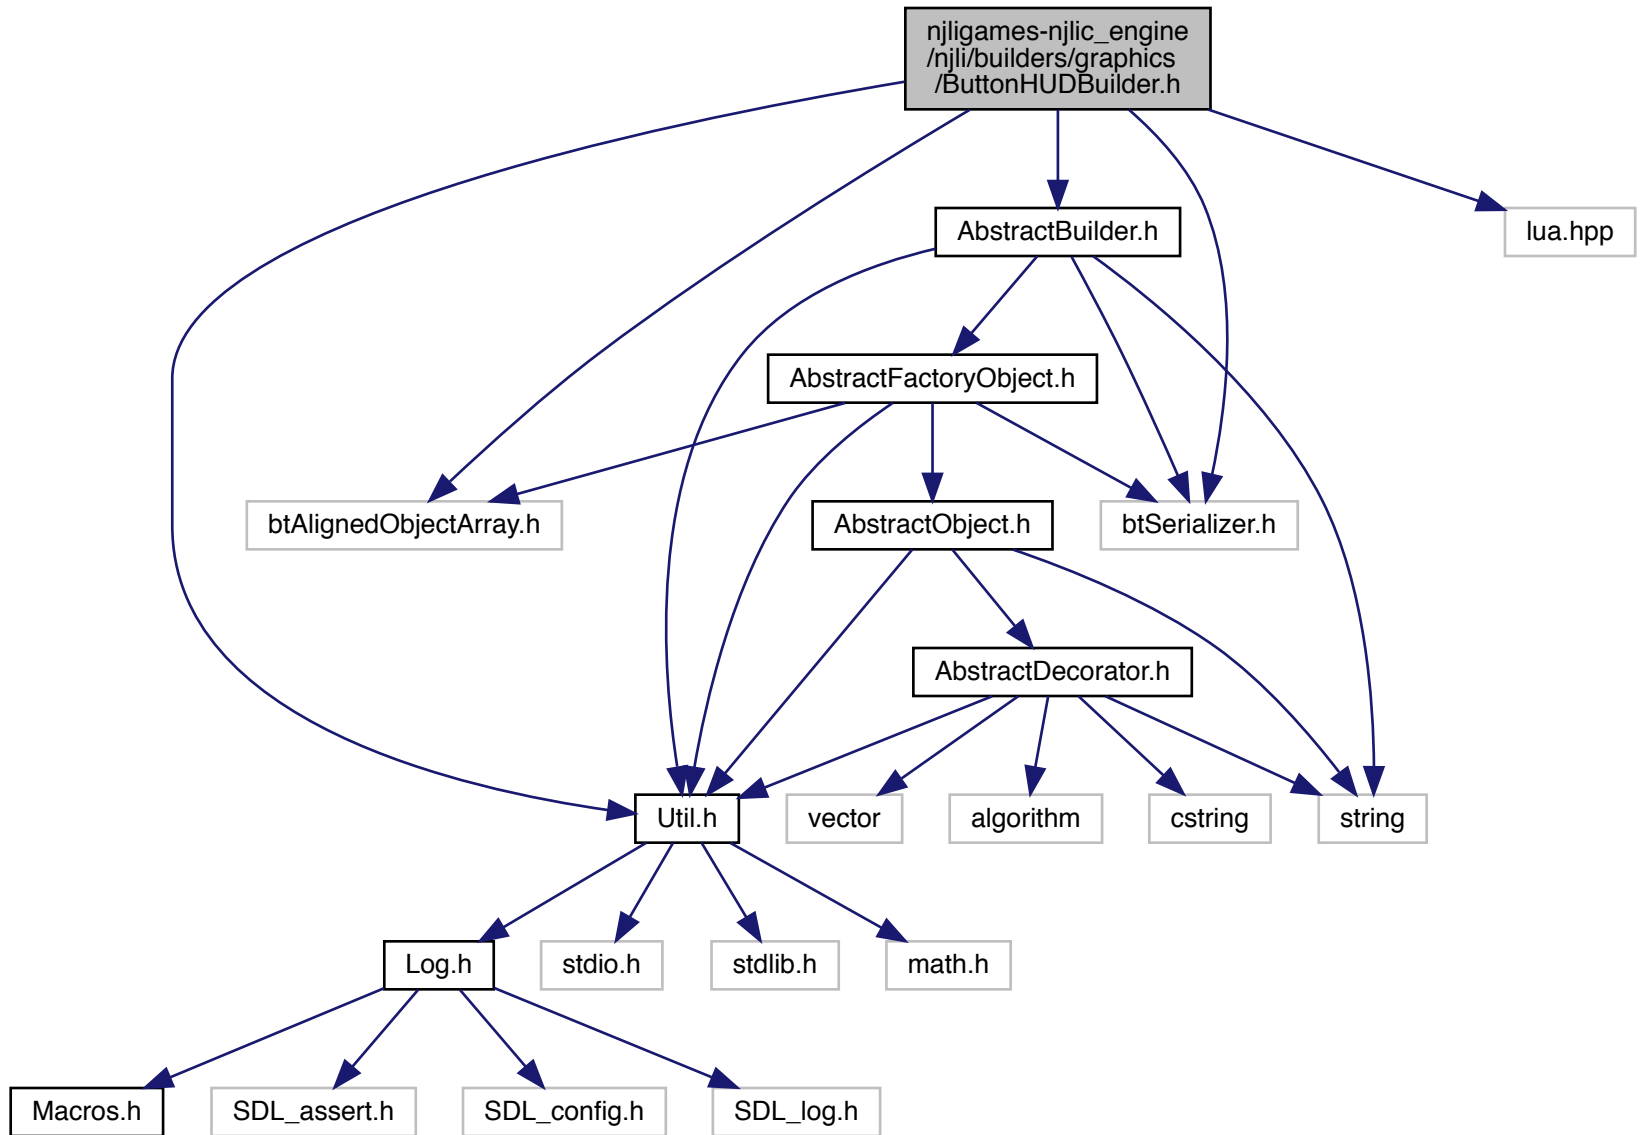 njligames-njlic_engine
/njli/builders/graphics
/ButtonHUDBuilder.h
AbstractBuilder.h
lua.hpp
AbstractFactoryObject.h
btAlignedObjectArray.h
AbstractObject.h
btSerializer.h
AbstractDecorator.h
Util.h
vector
algorithm
cstring
string
Log.h
stdio.h
stdlib.h
math.h
Macros.h
SDL_assert.h
SDL_config.h
SDL_log.h